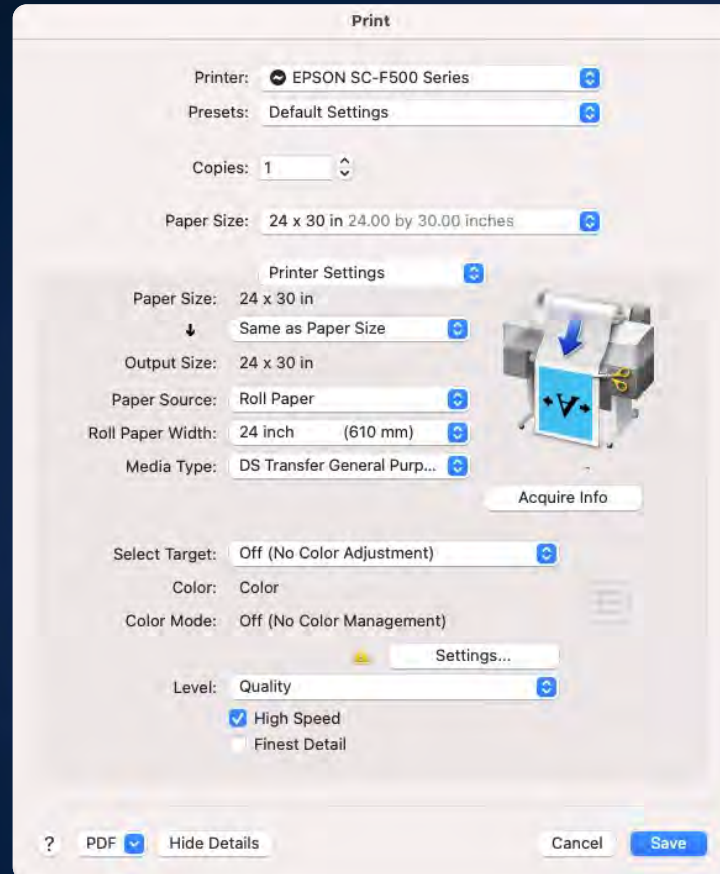 Print
Printer: EPSON SC-F500 Series
Presets: Default Settings
Copies: 1
Paper Size: 24 x 30 in 24.00 by 30.00 inches
Printer Settings
Paper Size: 24 x 30 in
Same as Paper Size
Output Size: 24 x 30 in
Paper Source: Roll Paper
Roll Paper Width: 24 inch (610 mm)
Media Type: DS Transfer General Purp...
A
Acquire Info
Select Target: Off (No Color Adjustment)
Color: Color
Color Mode: Off (No Color Management)
Settings...
Level: Quality
High Speed
Finest Detail
? PDF Hide Details Cancel Save